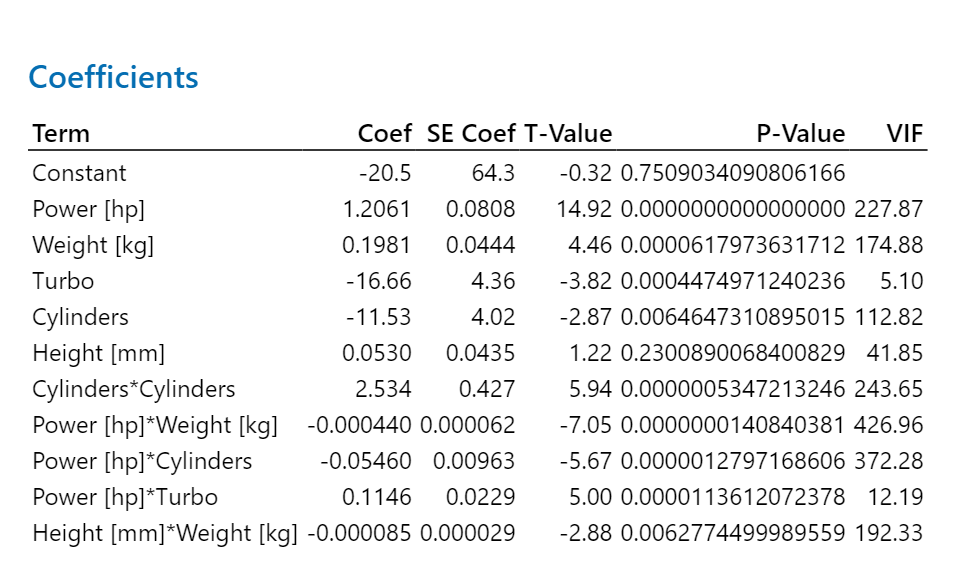 Coefficients
Term Coef SE Coef T-Value P-Value VIF
Constant -20.5 64.3 -0.32 0.7509034090806166
Power [hp] 1.2061 0.0808 14.92 0.0000000000000000 227.87
Weight [kg] 0.1981 0.0444 4.46 0.0000617973631712 174.88
Turbo -16.66 4.36 -3.82 0.0004474971240236 5.10
Cylinders -11.53 4.02 -2.87 0.0064647310895015 112.82
Height [mm] 0.0530 0.0435 1.22 0.2300890068400829 41.85
Cylinders*Cylinders 2.534 0.427 5.94 0.0000005347213246 243.65
Power [hp]*Weight [kg] -0.000440 0.000062 -7.05 0.0000000140840381 426.96
Power [hp]*Cylinders -0.05460 0.00963 -5.67 0.0000012797168606 372.28
Power [hp]*Turbo 0.1146 0.0229 5.00 0.0000113612072378 12.19
Height [mm]*Weight [kg] -0.000085 0.000029 -2.88 0.0062774499989559 192.33